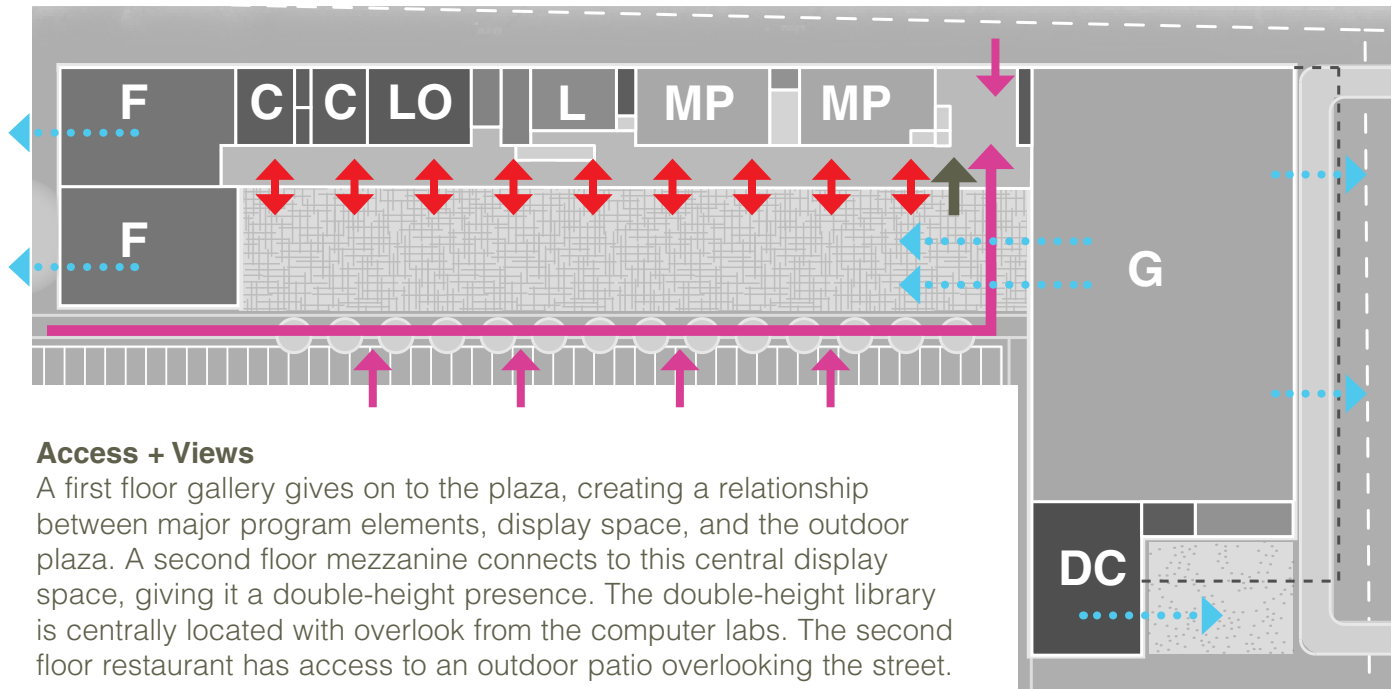 F C C LO L MP MP
F
G
DC
Access + Views
A first floor gallery gives on to the plaza, creating a relationship
between major program elements, display space, and the outdoor
plaza. A second floor mezzanine connects to this central display
space, giving it a double-height presence. The double-height library
is centrally located with overlook from the computer labs. The second
floor restaurant has access to an outdoor patio overlooking the street.